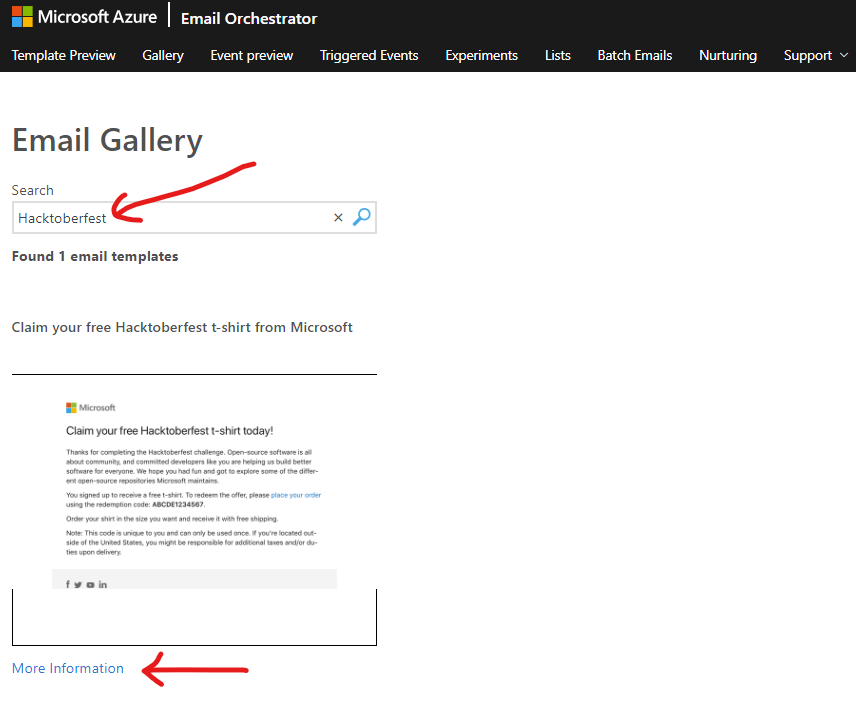 Microsoft Azure | Email Orchestrator
Template Preview Gallery Event preview Triggered Events Experiments Lists Batch Emails Nurturing Support
Email Gallery
Search
Hacktoberfest
Found 1 email templates
Claim your free Hacktoberfest t-shirt from Microsoft
Microsoft
Claim your free Hacktoberfest t-shirt today!
Thanks for completing the Hacktoberfest challenge. Open-source software is all
about community, and committed developers like you are helping us build better
software for everyone. We hope you had fun and got to explore some of the differ-
ent open-source repositories Microsoft maintains.
You signed up to receive a free t-shirt. To redeem the offer, please place your order
using the redemption code: ABCDE1234567.
Order your shirt in the size you want and receive it with free shipping.
Note: This code is unique to you and can only be used once. If you're located out-
side of the United States, you might be responsible for additional taxes and/or du-
ties upon delivery.
More Information